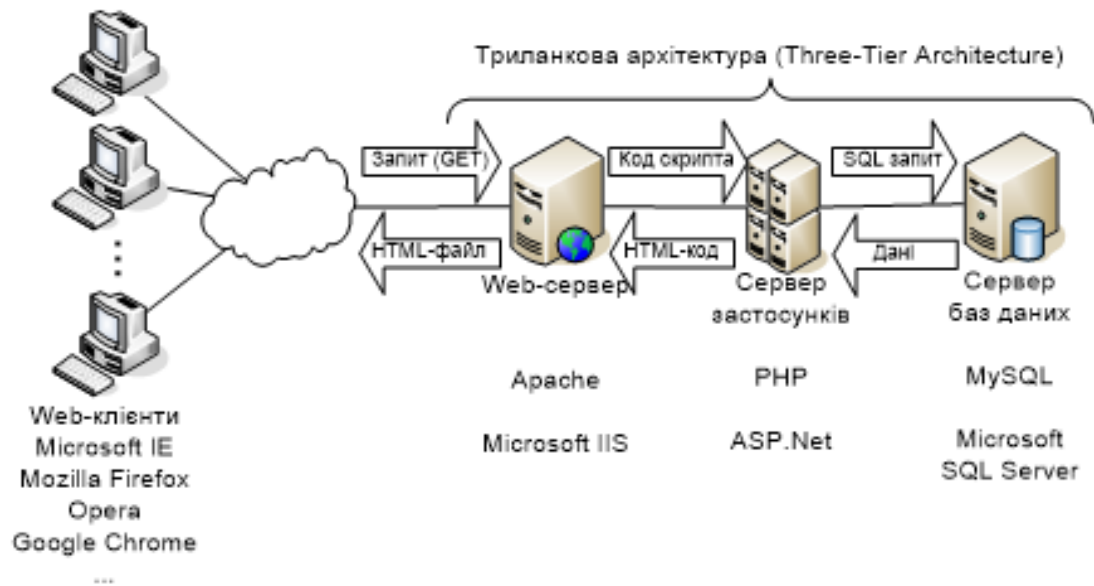 Триланкова архітектура (Three-Tier Architecture)
Запит (GET)
Код скрипта
SQL запит
HTML-файл
HTML-код
Дані
Web-сервер
Сервер
застосунків
Сервер
баз даних
Apache
PHP
MySQL
Microsoft IIS
ASP.Net
Microsoft
SQL Server
Web-клієнти
Microsoft IE
Mozilla Firefox
Opera
Google Chrome
...